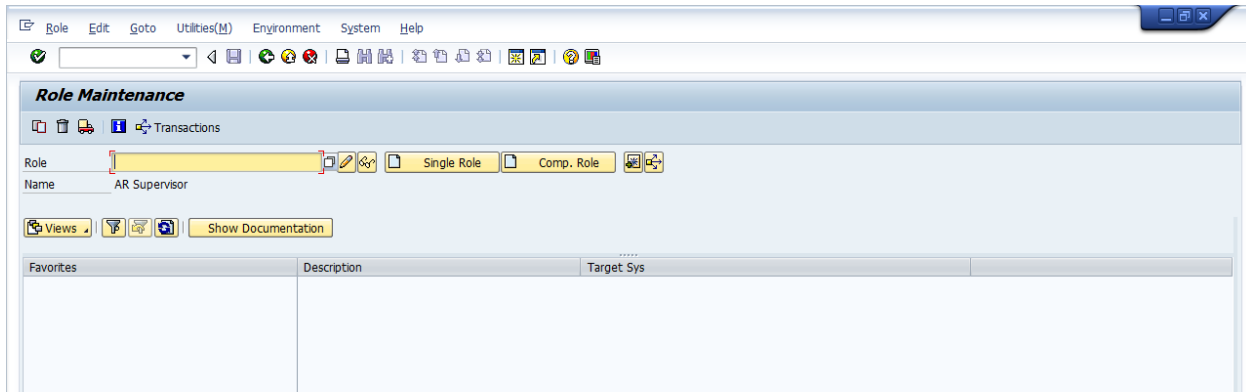 Role Edit Goto Utilities(M) Environment System Help
Role Maintenance
Transactions
Role Single Role Comp. Role
Name AR Supervisor
Views Show Documentation
Favorites Description Target Sys